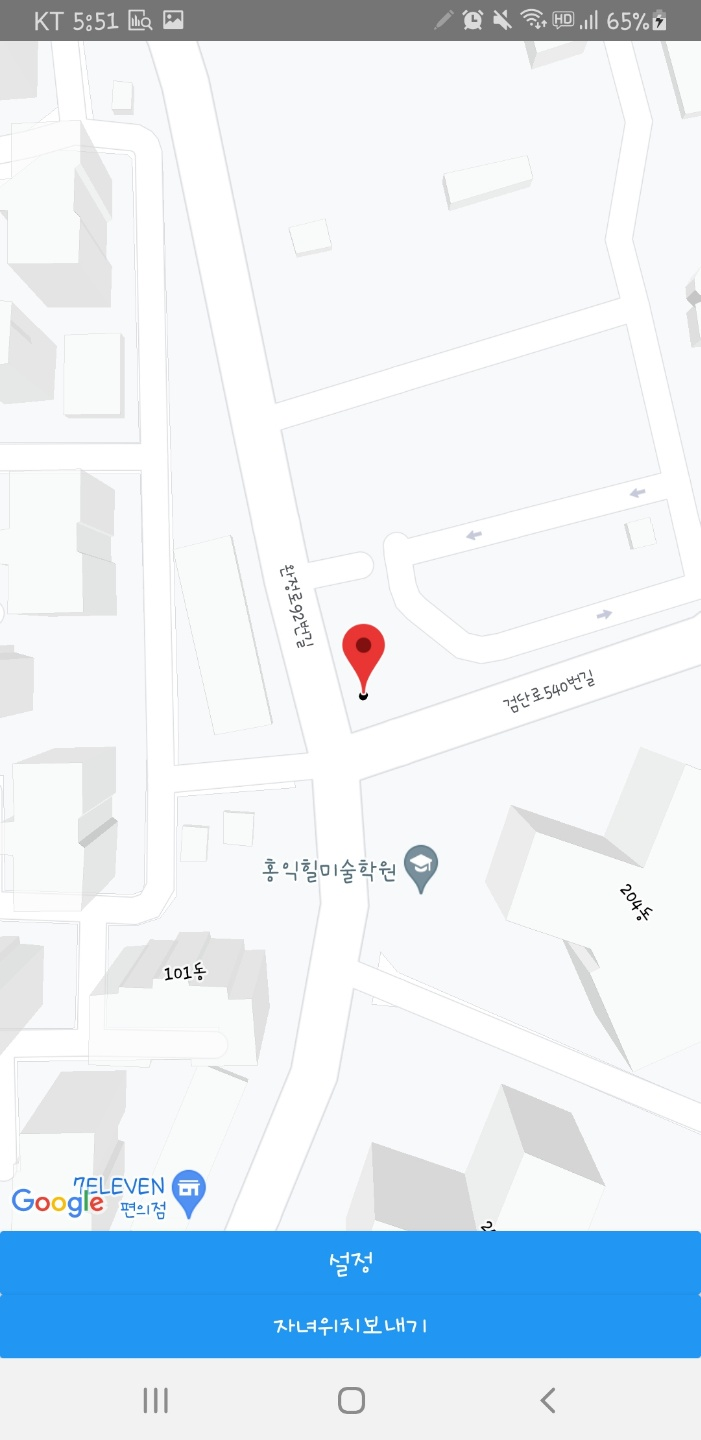 KT 5:51
HD 65%
완정로92번길
검단로540번길
홍익힐미술학원
204동
101동
7ELEVEN
편의점
Google
설정
자녀위치보내기